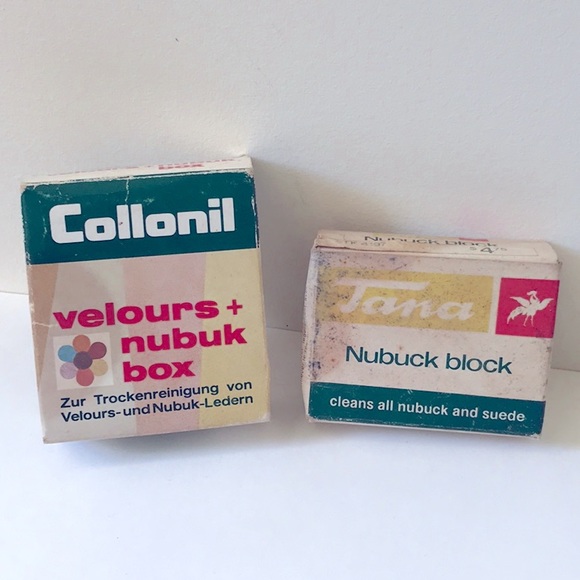 Collonil
velours +
nubuk
box
Zur Trockenreinigung von
Velours- und Nubuk-Ledern
box
Nubuck block
Tana
Nubuck block
cleans all nubuck and suede